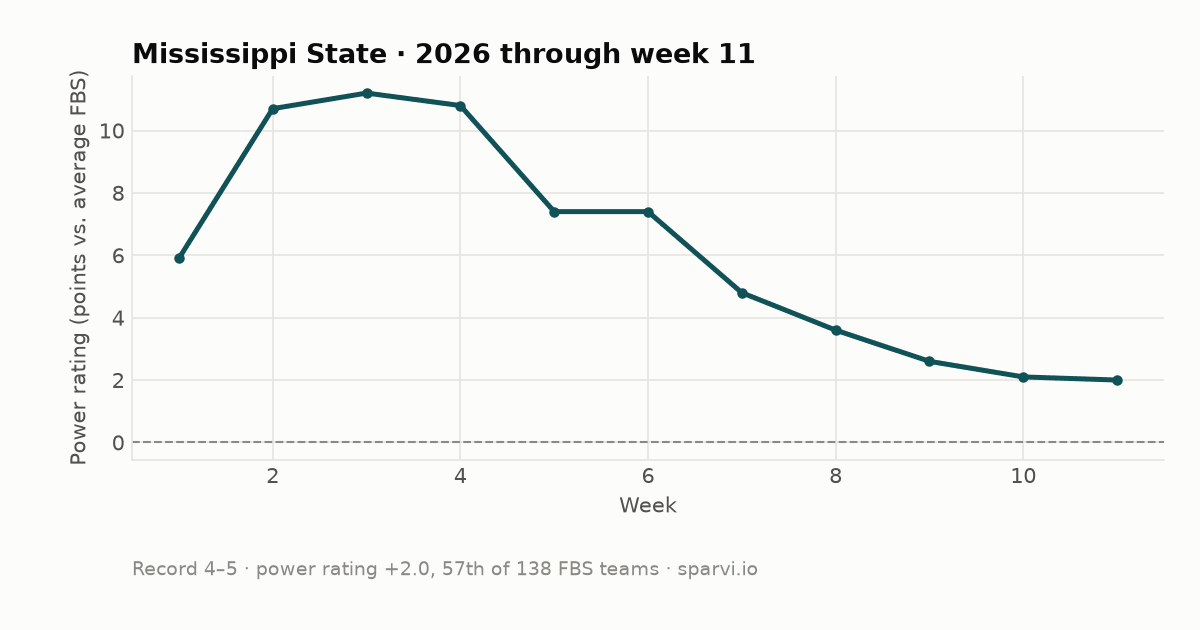 Mississippi State · 2026 through week 11
Power rating (points vs. average FBS)
10
8
6
4
2
0
2
4
6
8
10
Week
Record 4–5 · power rating +2.0, 57th of 138 FBS teams · sparvi.io